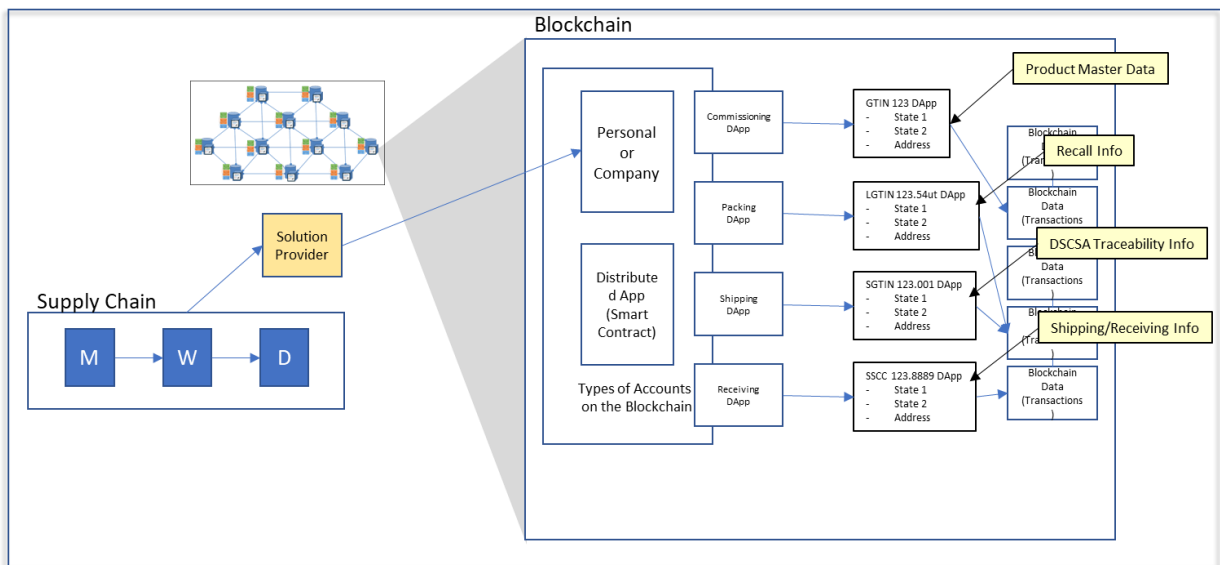 Blockchain
Product Master Data
Personal
or
Company
Commissioning
DApp
GTIN 123 DApp
- State 1
- State 2
- Address
Blockchain
(Tran
Recall Info
Solution
Provider
Packing
DApp
LGTIN 123.54ut DApp
- State 1
- State 2
- Address
Blockchain
Data
(Transactions
DSCSA Traceability Info
Distribute
d App
(Smart
Contract)
Shipping
DApp
SGTIN 123.001 DApp
- State 1
- State 2
- Address
Data
(Transactions
Shipping/Receiving Info
Supply Chain
M
W
D
Types of Accounts
on the Blockchain
Receiving
DApp
SSCC 123.8889 DApp
- State 1
- State 2
- Address
Blockchain
Data
(Transactions
)